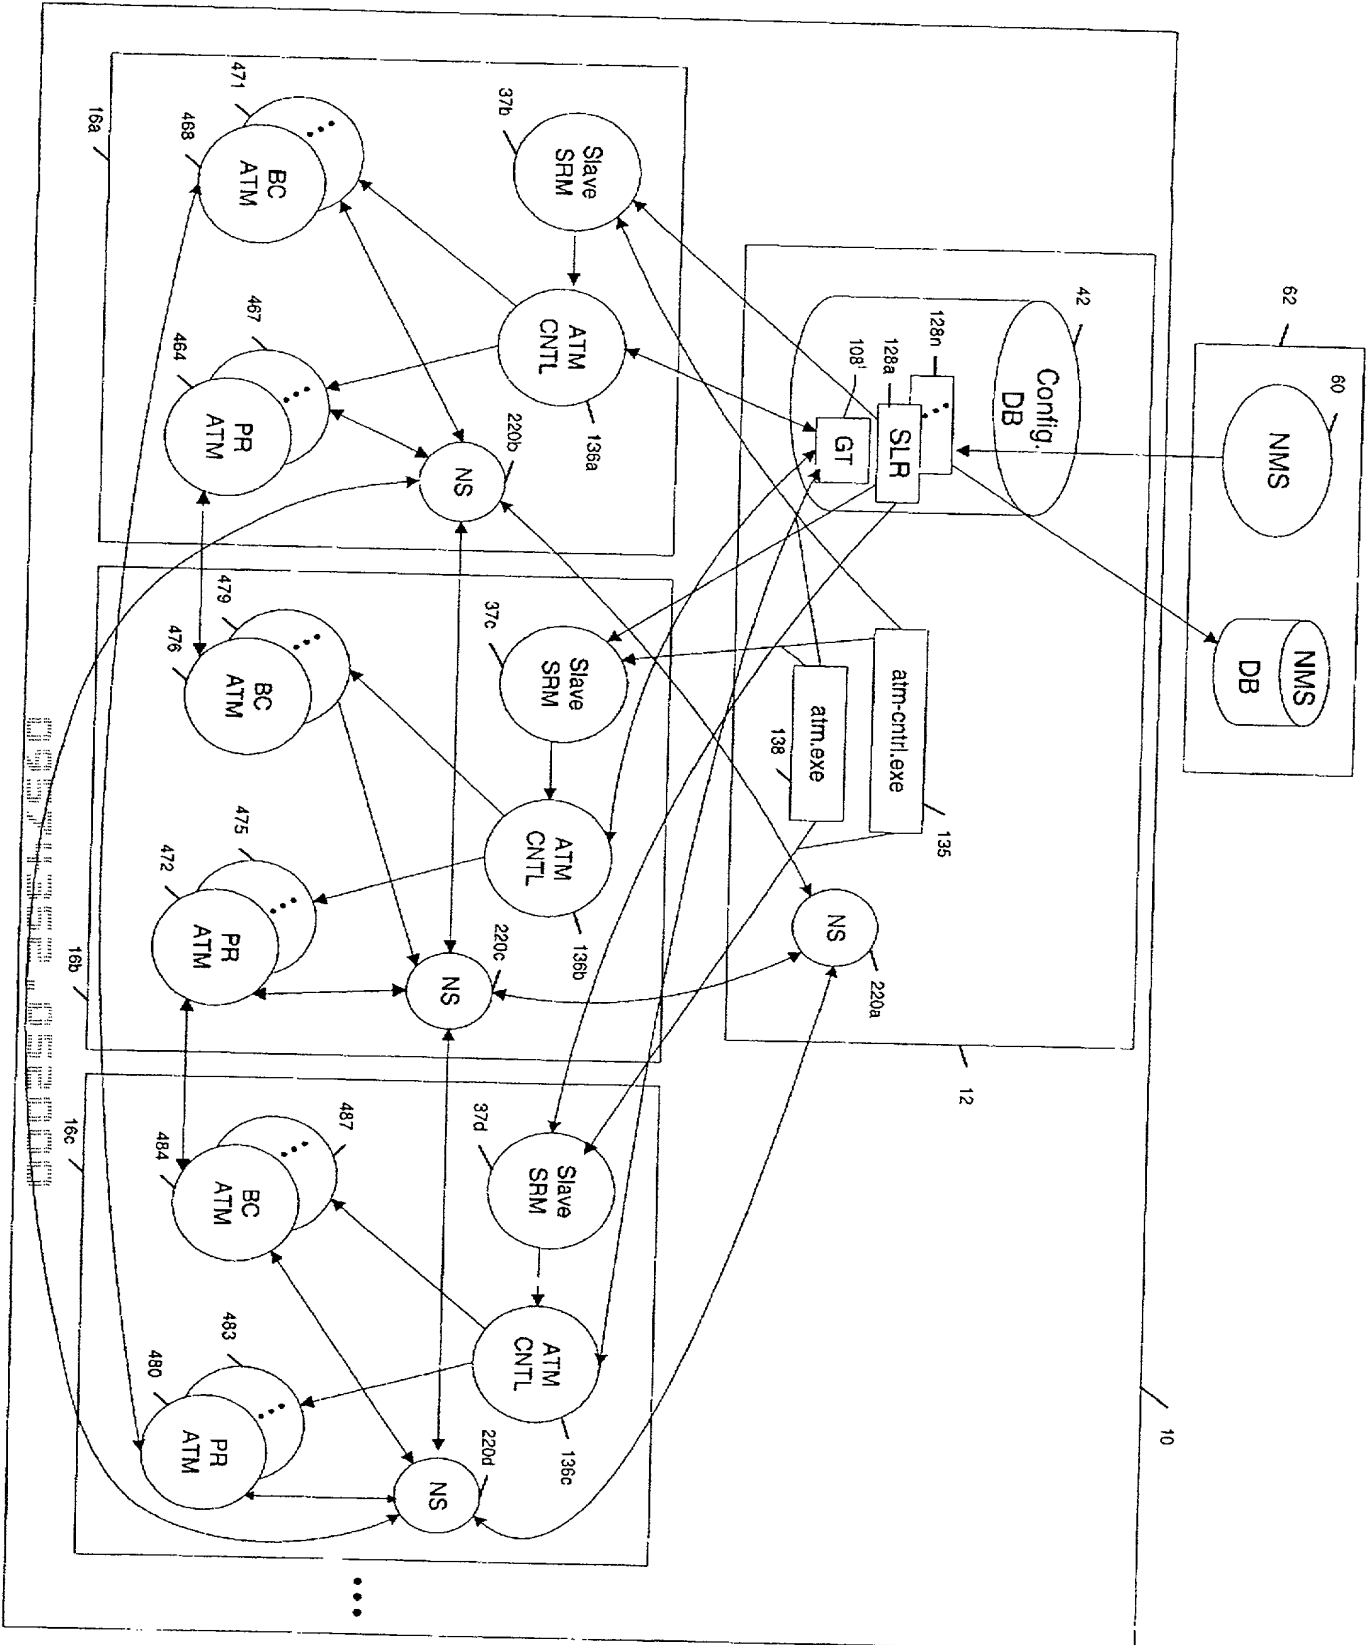 62
60
NMS
NMS
DB
10
12
42
Config.
DB
128n
128a
108'
SLR
GT
atm-cntrl.exe
135
atm.exe
138
NS
220a
37b
Slave
SRM
ATM
CNTL
136a
471
468
BC
ATM
467
464
PR
ATM
220b
NS
16a
37c
Slave
SRM
ATM
CNTL
136b
479
476
BC
ATM
475
472
PR
ATM
220c
NS
16b
37d
Slave
SRM
ATM
CNTL
136c
487
484
BC
ATM
483
480
PR
ATM
220d
NS
16c